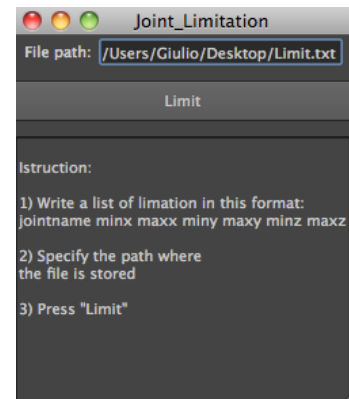 Joint_Limitation
File path: /Users/Giulio/Desktop/Limit.txt
Limit
Istruction:
1) Write a list of limation in this format:
jointname minx maxx miny maxy minz maxz
2) Specify the path where
the file is stored
3) Press "Limit"